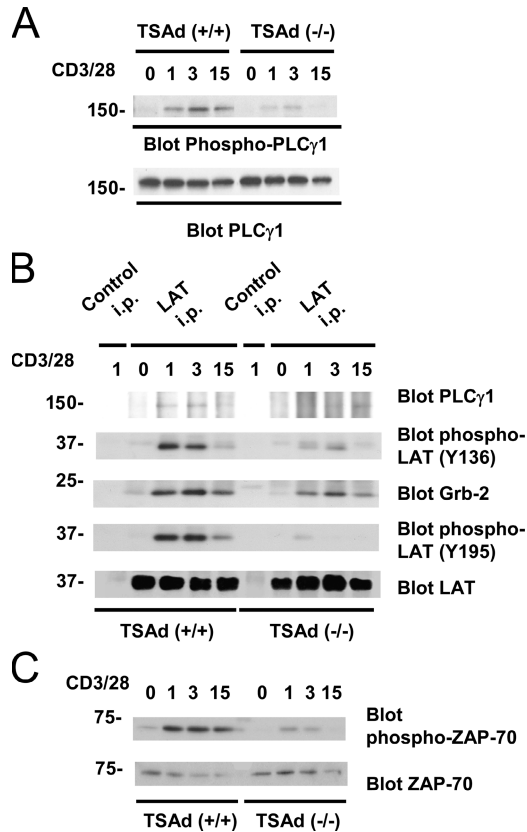 A
TSAd (+/+) TSAd (-/-)
CD3/28 0 1 3 15 0 1 3 15
150-
Blot Phospho-PLCγ1
150-
Blot PLCγ1
B
Control i.p. LAT i.p. Control i.p. LAT i.p.
CD3/28 1 0 1 3 15 1 0 1 3 15
150- Blot PLCγ1
37- Blot phospho-
LAT (Y136)
25- Blot Grb-2
37- Blot phospho-
LAT (Y195)
37- Blot LAT
TSAd (+/+) TSAd (-/-)
C
CD3/28 0 1 3 15 0 1 3 15
75- Blot
phospho-ZAP-70
75- Blot ZAP-70
TSAd (+/+) TSAd (-/-)